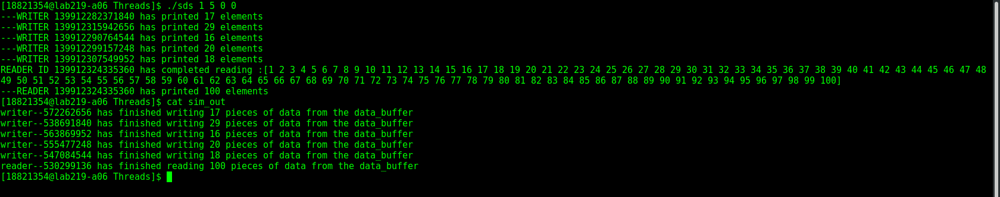 [18821354@lab219-a06 Threads]$ ./sds 1 5 0 0
---WRITER 139912282371840 has printed 17 elements
---WRITER 139912315942656 has printed 29 elements
---WRITER 139912290764544 has printed 16 elements
---WRITER 139912299157248 has printed 20 elements
---WRITER 139912307549952 has printed 18 elements
READER ID 139912324335360 has completed reading :[1 2 3 4 5 6 7 8 9 10 11 12 13 14 15 16 17 18 19 20 21 22 23 24 25 26 27 28 29 30 31 32 33 34 35 36 37 38 39 40 41 42 43 44 45 46 47 48
49 50 51 52 53 54 55 56 57 58 59 60 61 62 63 64 65 66 67 68 69 70 71 72 73 74 75 76 77 78 79 80 81 82 83 84 85 86 87 88 89 90 91 92 93 94 95 96 97 98 99 100]
---READER 139912324335360 has printed 100 elements
[18821354@lab219-a06 Threads]$ cat sim_out
writer--572262656 has finished writing 17 pieces of data from the data_buffer
writer--538691840 has finished writing 29 pieces of data from the data_buffer
writer--563869952 has finished writing 16 pieces of data from the data_buffer
writer--555477248 has finished writing 20 pieces of data from the data_buffer
writer--547084544 has finished writing 18 pieces of data from the data_buffer
reader--530299136 has finished reading 100 pieces of data from the data_buffer
[18821354@lab219-a06 Threads]$